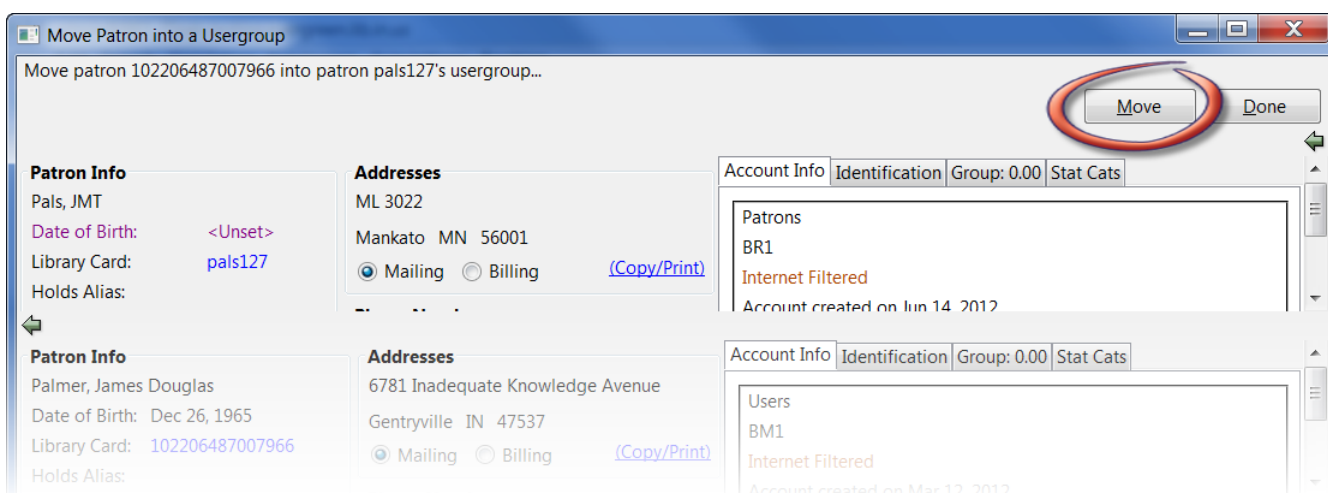 Move Patron into a Usergroup
Move patron 102206487007966 into patron pals127's usergroup...
Move Done
Patron Info
Pals, JMT
Date of Birth: <Unset>
Library Card: pals127
Holds Alias:
Addresses
ML 3022
Mankato MN 56001
Mailing Billing (Copy/Print)
Account Info Identification Group: 0.00 Stat Cats
Patrons
BR1
Internet Filtered
Account created on Jun 14, 2012
Patron Info
Palmer, James Douglas
Date of Birth: Dec 26, 1965
Library Card: 102206487007966
Holds Alias:
Addresses
6781 Inadequate Knowledge Avenue
Gentryville IN 47537
Mailing Billing (Copy/Print)
Account Info Identification Group: 0.00 Stat Cats
Users
BM1
Internet Filtered
Account created on Mar 12, 2012